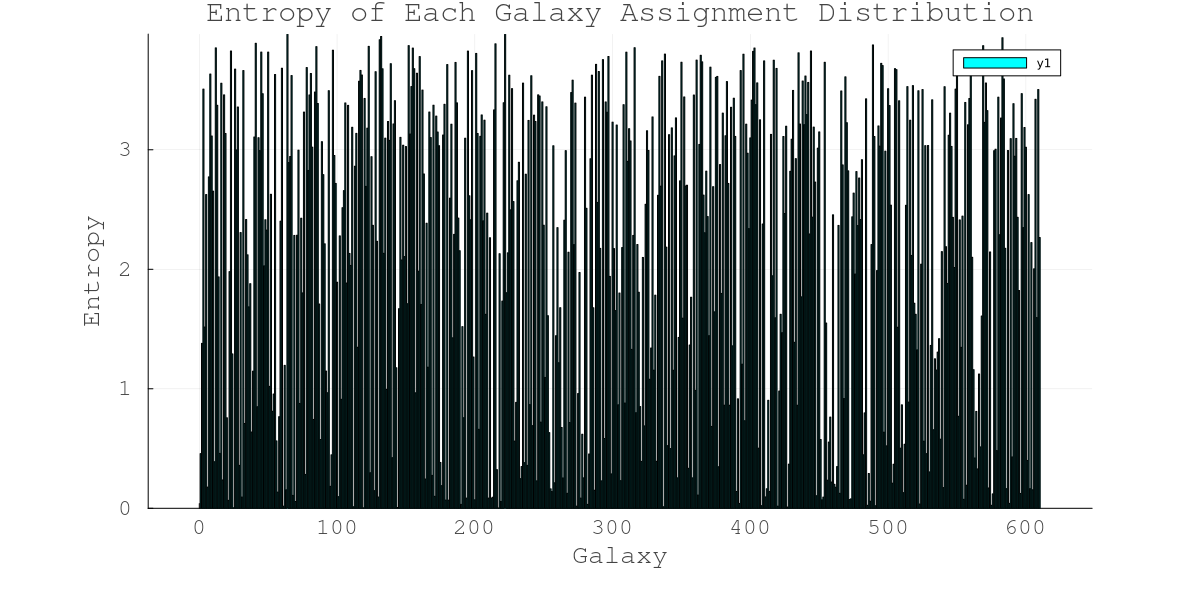 Entropy of Each Galaxy Assignment Distribution
y1
Entropy
3
2
1
0
0 100 200 300 400 500 600
Galaxy